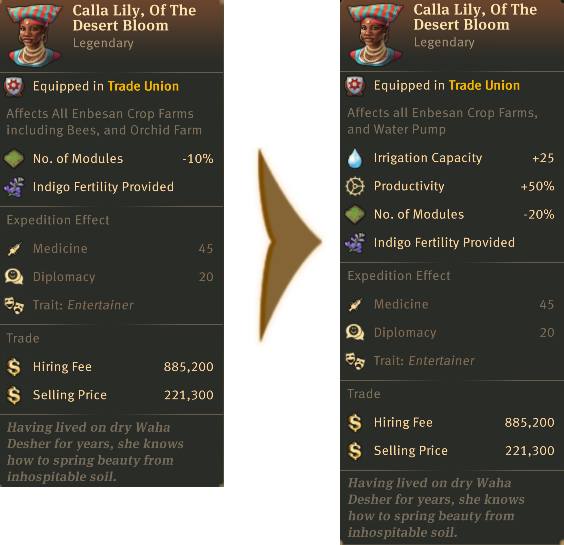 Calla Lily, Of The
Desert Bloom
Legendary
Equipped in Trade Union
Affects All Enbesan Crop Farms
including Bees, and Orchid Farm
No. of Modules -10%
Indigo Fertility Provided
Expedition Effect
Medicine 45
Diplomacy 20
Trait: Entertainer
Trade
Hiring Fee 885,200
Selling Price 221,300
Having lived on dry Waha
Desher for years, she knows
how to spring beauty from
inhospitable soil.
Calla Lily, Of The
Desert Bloom
Legendary
Equipped in Trade Union
Affects all Enbesan Crop Farms,
and Water Pump
Irrigation Capacity +25
Productivity +50%
No. of Modules -20%
Indigo Fertility Provided
Expedition Effect
Medicine 45
Diplomacy 20
Trait: Entertainer
Trade
Hiring Fee 885,200
Selling Price 221,300
Having lived on dry Waha
Desher for years, she knows
how to spring beauty from
inhospitable soil.